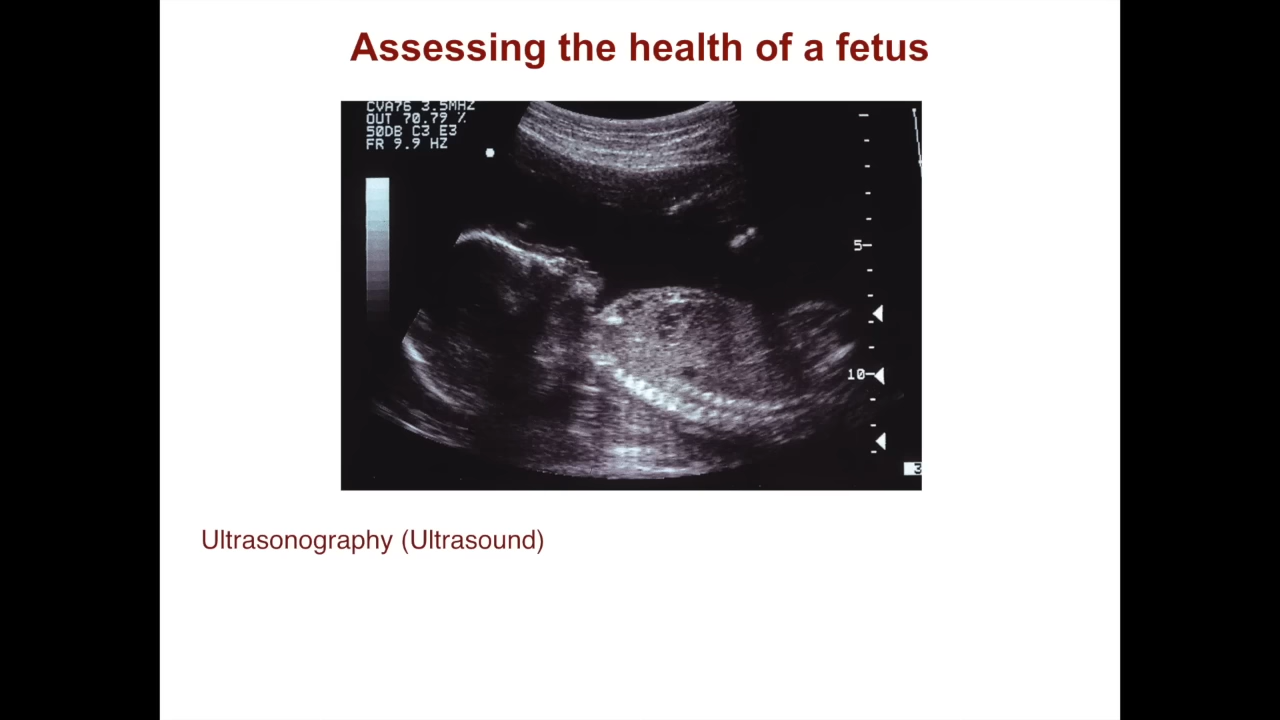 Assessing the health of a fetus
CVA76 3.5MHZ
OUT 70.79 %
50DB C3 E3
FR 9.9 HZ
5
10
3
Ultrasonography (Ultrasound)